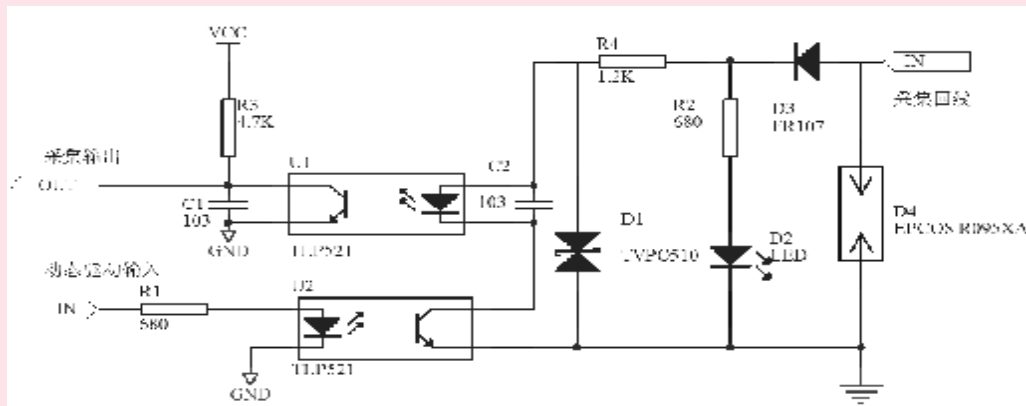 VCC
R4
1.2K
IN
采集回线
R3
4.7K
R2
680
D3
FR107
采集输出
OUT
U1
C2
C1
103
103
GND
TLP521
D1
D2
LED
D4
EPCOS R095XA
动态驱动输入
U2
R1
IN
560
TLP521
GND